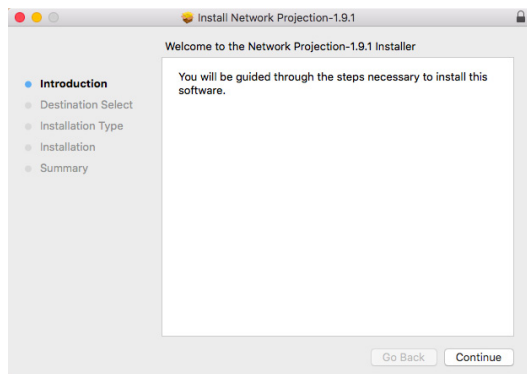 Install Network Projection-1.9.1
Welcome to the Network Projection-1.9.1 Installer
Introduction
Destination Select
Installation Type
Installation
Summary
You will be guided through the steps necessary to install this
software.
Go Back
Continue